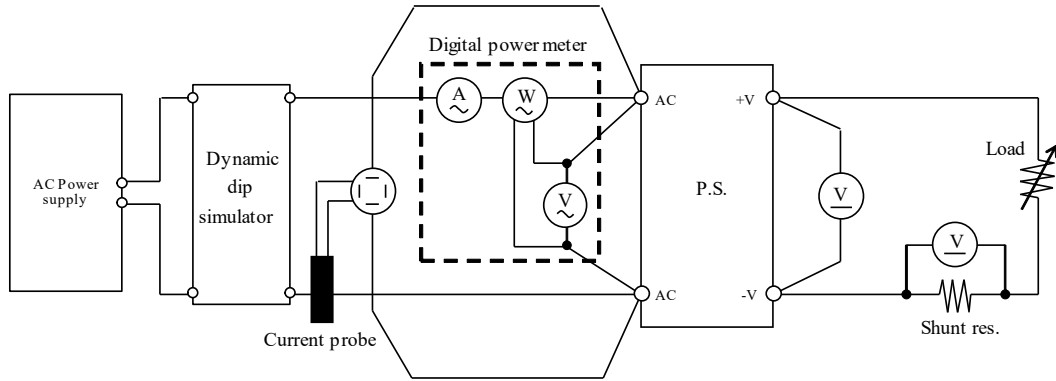 Digital power meter
A
W
AC
+V
Dynamic
dip
simulator
AC Power
supply
V
P.S.
V
Load
V
AC
-V
Current probe
Shunt res.